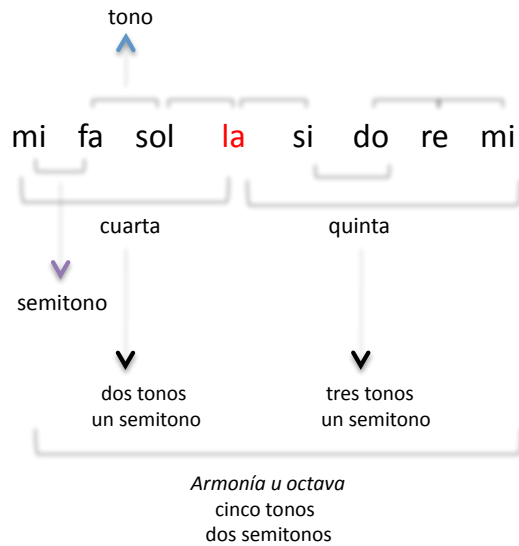 tono
mi fa sol la si do re mi
cuarta quinta
semitono
dos tonos tres tonos
un semitono un semitono
Armonía u octava
cinco tonos
dos semitonos